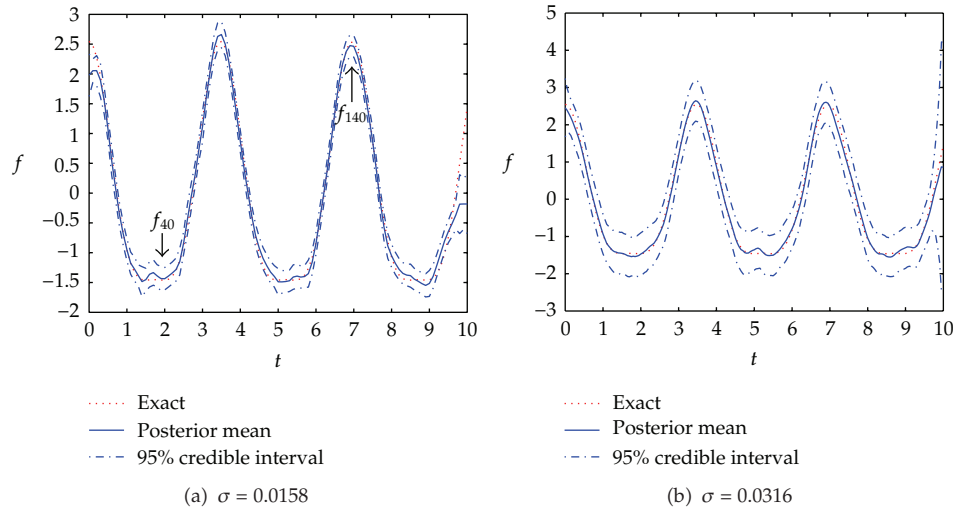 3
2.5
2
1.5
1
0.5
0
−0.5
−1
−1.5
−2
f
f40
f140
0 1 2 3 4 5 6 7 8 9 10
t
Exact
Posterior mean
95% credible interval
(a) σ = 0.0158
5
4
3
2
1
0
−1
−2
−3
f
0 1 2 3 4 5 6 7 8 9 10
t
Exact
Posterior mean
95% credible interval
(b) σ = 0.0316